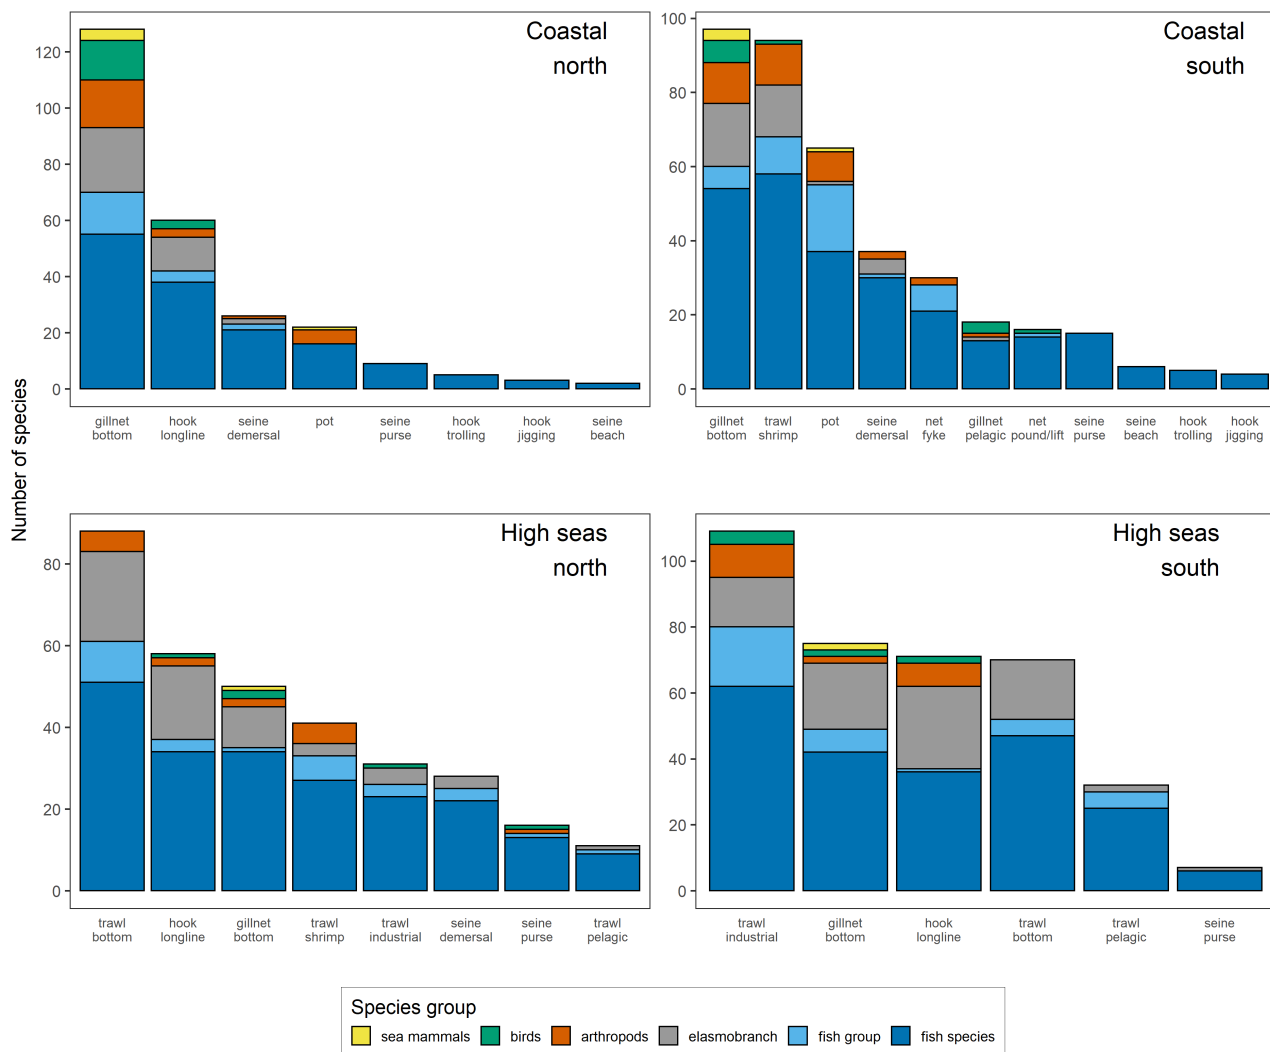 Number of species
Coastal
north
120
100
80
60
40
20
0
gillnet bottom
hook longline
seine demersal
pot
seine purse
hook trolling
hook jigging
seine beach
Coastal
south
100
80
60
40
20
0
gillnet bottom
trawl shrimp
pot
seine demersal
net fyke
gillnet pelagic
net pound/lift
seine purse
seine beach
hook trolling
hook jigging
High seas
north
80
60
40
20
0
trawl bottom
hook longline
gillnet bottom
trawl shrimp
trawl industrial
seine demersal
seine purse
trawl pelagic
High seas
south
100
80
60
40
20
0
trawl industrial
gillnet bottom
hook longline
trawl bottom
trawl pelagic
seine purse
Species group
sea mammals birds arthropods elasmobranch fish group fish species